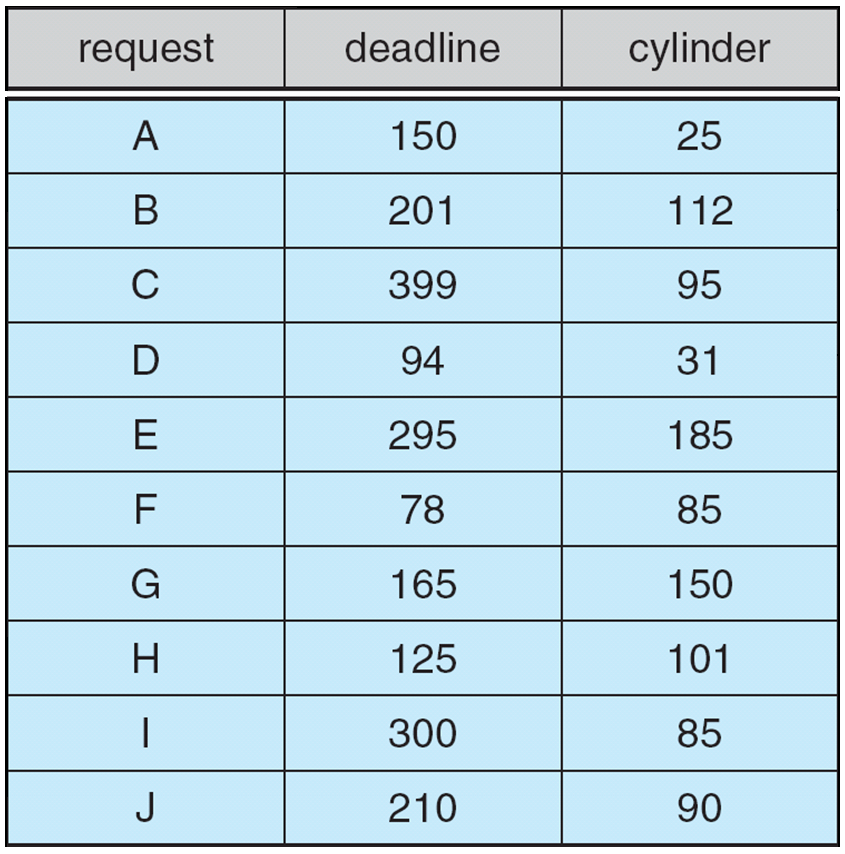 request deadline cylinder
A 150 25
B 201 112
C 399 95
D 94 31
E 295 185
F 78 85
G 165 150
H 125 101
I 300 85
J 210 90